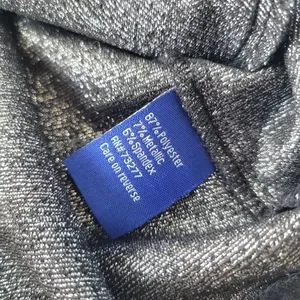 87% Polyester
7% Metallic
6% Spandex
RN# 73277
Care on reverse